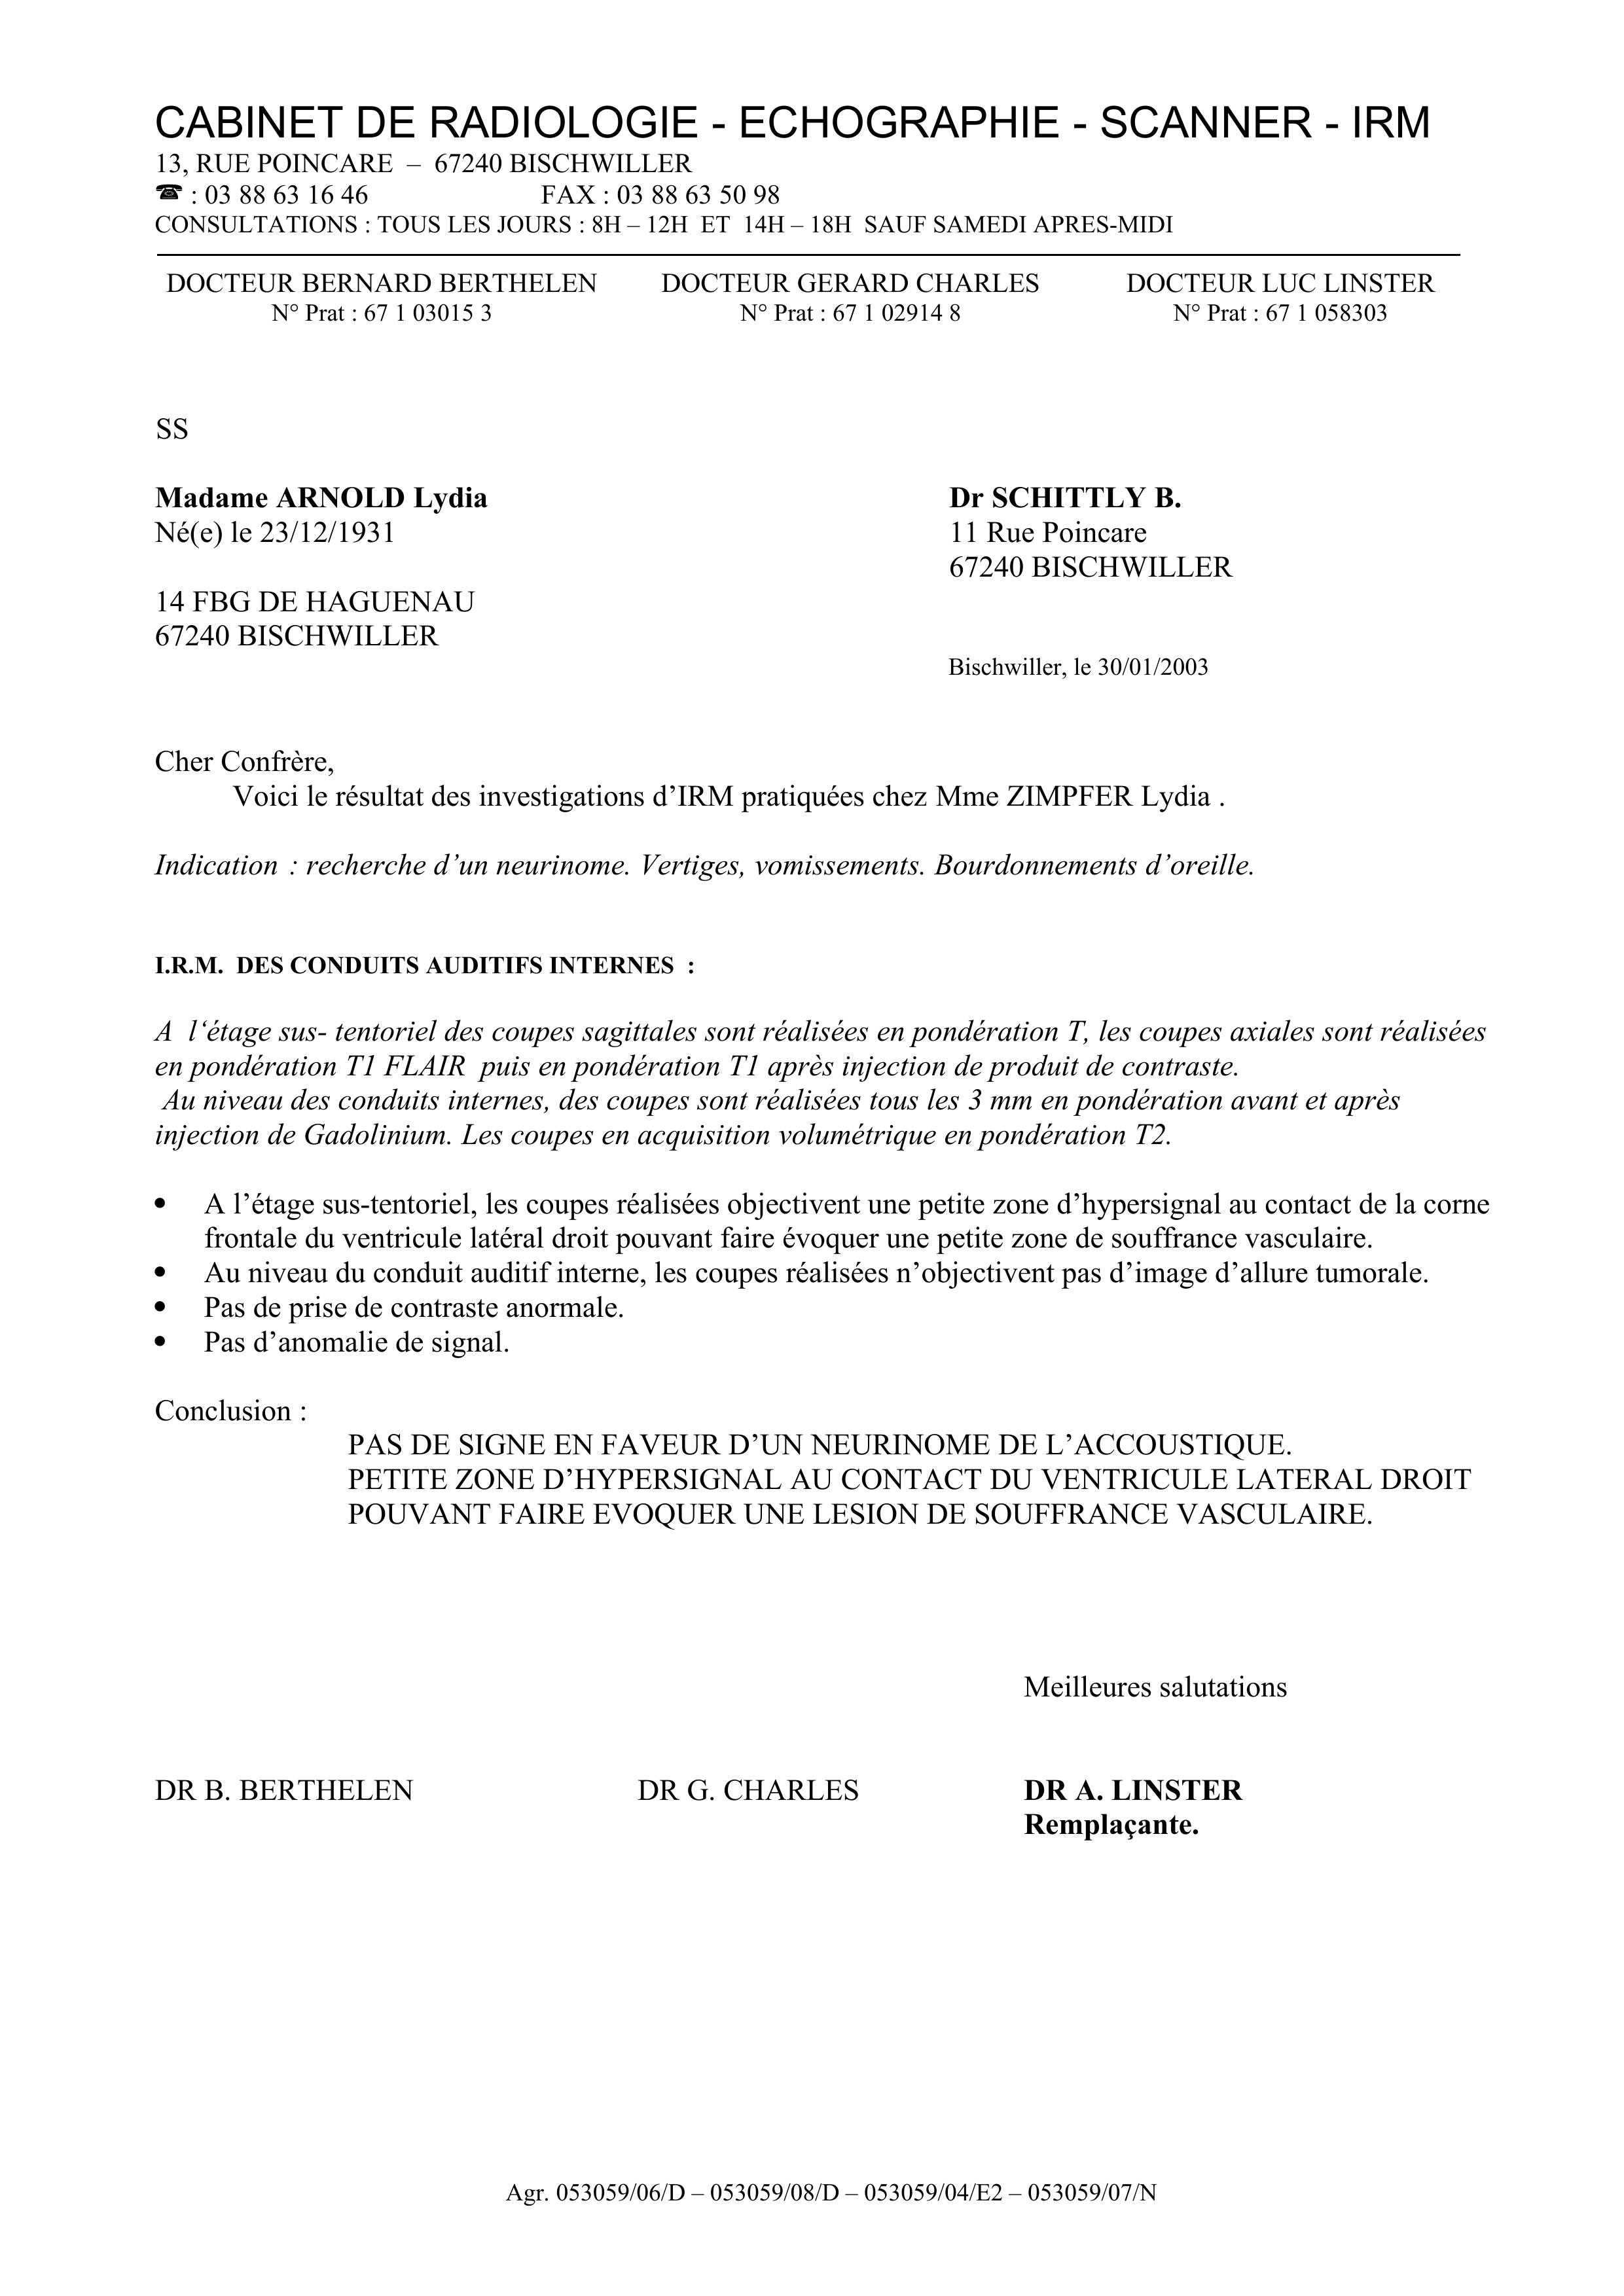 CABINET DE RADIOLOGIE - ECHOGRAPHIE - SCANNER - IRM
13, RUE POINCARE – 67240 BISCHWILLER
☎ : 03 88 63 16 46 FAX : 03 88 63 50 98
CONSULTATIONS : TOUS LES JOURS : 8H – 12H ET 14H – 18H SAUF SAMEDI APRES-MIDI
DOCTEUR BERNARD BERTHELEN DOCTEUR GERARD CHARLES DOCTEUR LUC LINSTER
N° Prat : 67 1 03015 3 N° Prat : 67 1 02914 8 N° Prat : 67 1 058303
SS
Madame ARNOLD Lydia Dr SCHITTLY B.
Né(e) le 23/12/1931 11 Rue Poincare
67240 BISCHWILLER
14 FBG DE HAGUENAU
67240 BISCHWILLER
Bischwiller, le 30/01/2003
Cher Confrère,
Voici le résultat des investigations d’IRM pratiquées chez Mme ZIMPFER Lydia .
Indication : recherche d’un neurinome. Vertiges, vomissements. Bourdonnements d’oreille.
I.R.M. DES CONDUITS AUDITIFS INTERNES :
A l‘étage sus- tentoriel des coupes sagittales sont réalisées en pondération T, les coupes axiales sont réalisées
en pondération T1 FLAIR puis en pondération T1 après injection de produit de contraste.
Au niveau des conduits internes, des coupes sont réalisées tous les 3 mm en pondération avant et après
injection de Gadolinium. Les coupes en acquisition volumétrique en pondération T2.
• A l’étage sus-tentoriel, les coupes réalisées objectivent une petite zone d’hypersignal au contact de la corne
frontale du ventricule latéral droit pouvant faire évoquer une petite zone de souffrance vasculaire.
• Au niveau du conduit auditif interne, les coupes réalisées n’objectivent pas d’image d’allure tumorale.
• Pas de prise de contraste anormale.
• Pas d’anomalie de signal.
Conclusion :
PAS DE SIGNE EN FAVEUR D’UN NEURINOME DE L’ACCOUSTIQUE.
PETITE ZONE D’HYPERSIGNAL AU CONTACT DU VENTRICULE LATERAL DROIT
POUVANT FAIRE EVOQUER UNE LESION DE SOUFFRANCE VASCULAIRE.
Meilleures salutations
DR B. BERTHELEN DR G. CHARLES DR A. LINSTER
Remplaçante.
Agr. 053059/06/D – 053059/08/D – 053059/04/E2 – 053059/07/N